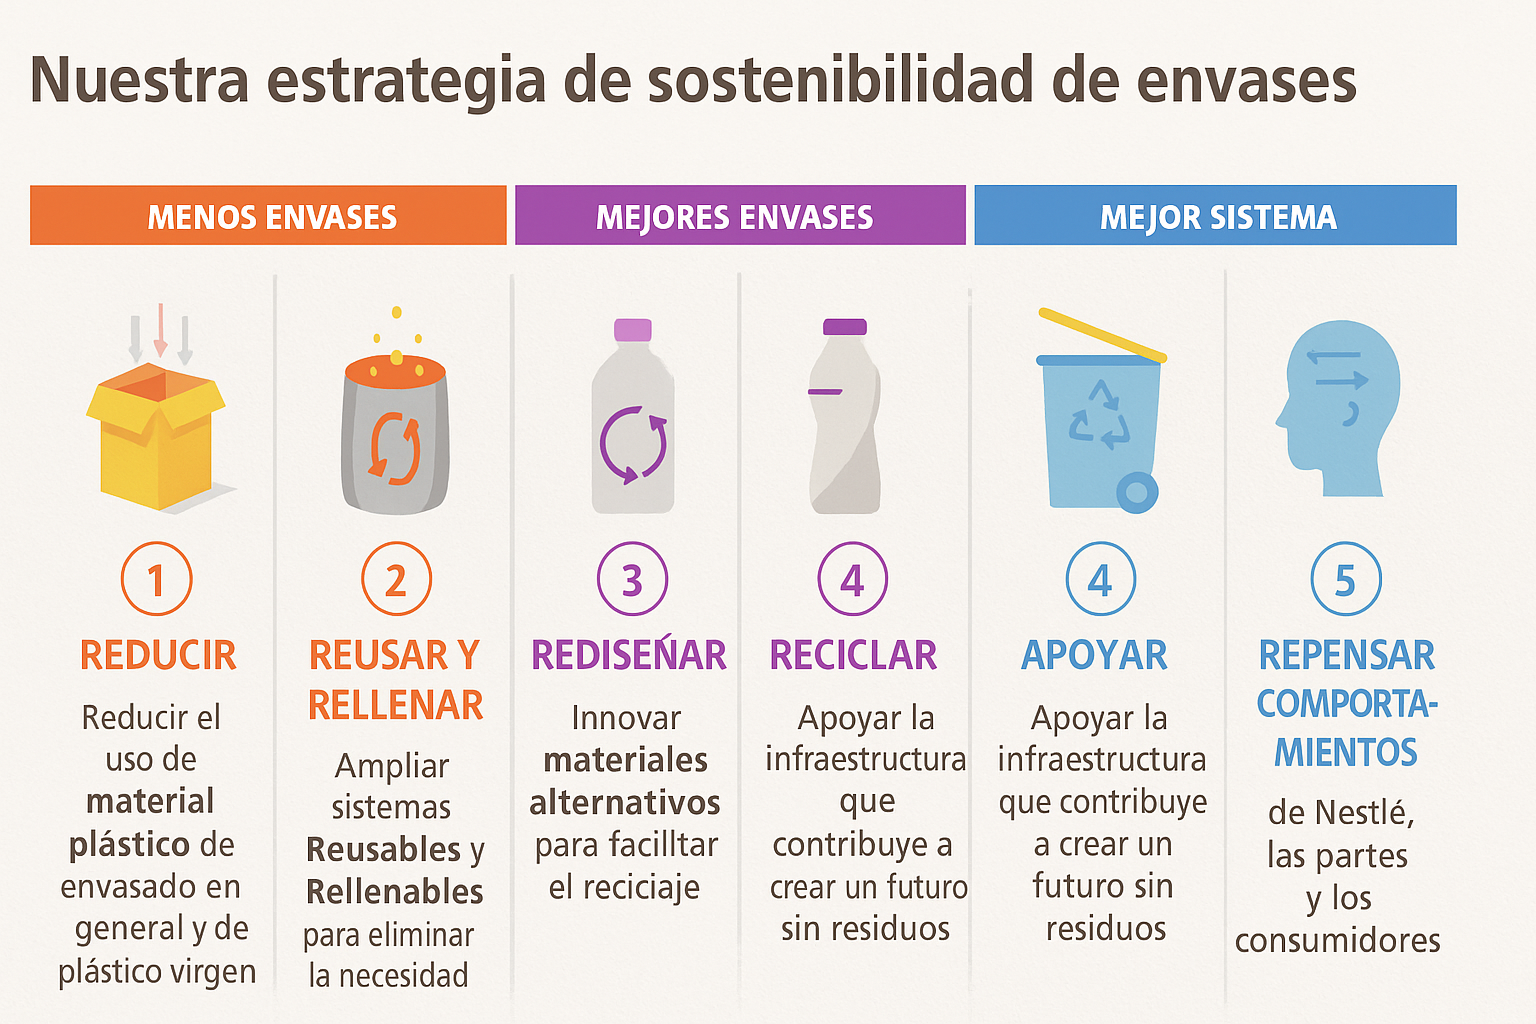 Nuestra estrategia de sostenibilidad de envases
MENOS ENVASES
MEJORES ENVASES
MEJOR SISTEMA
1
REDUCIR
Reducir el
uso de
material
plástico de
envasado en
general y de
plástico virgen
2
REUSAR Y
RELLENAR
Ampliar
sistemas
Reusables y
Rellenables
para eliminar
la necesidad
3
REDISEŃAR
Innovar
materiales
alternativos
para facilltar
el reciciaje
4
RECICLAR
Apoyar la
infraestructura
que
contribuye a
crear un futuro
sin residuos
4
APOYAR
Apoyar la
infraestructura
que contribuye
a crear un
futuro sin
residuos
5
REPENSAR
COMPORTA-
MIENTOS
de Nestlé,
las partes
y los
consumidores